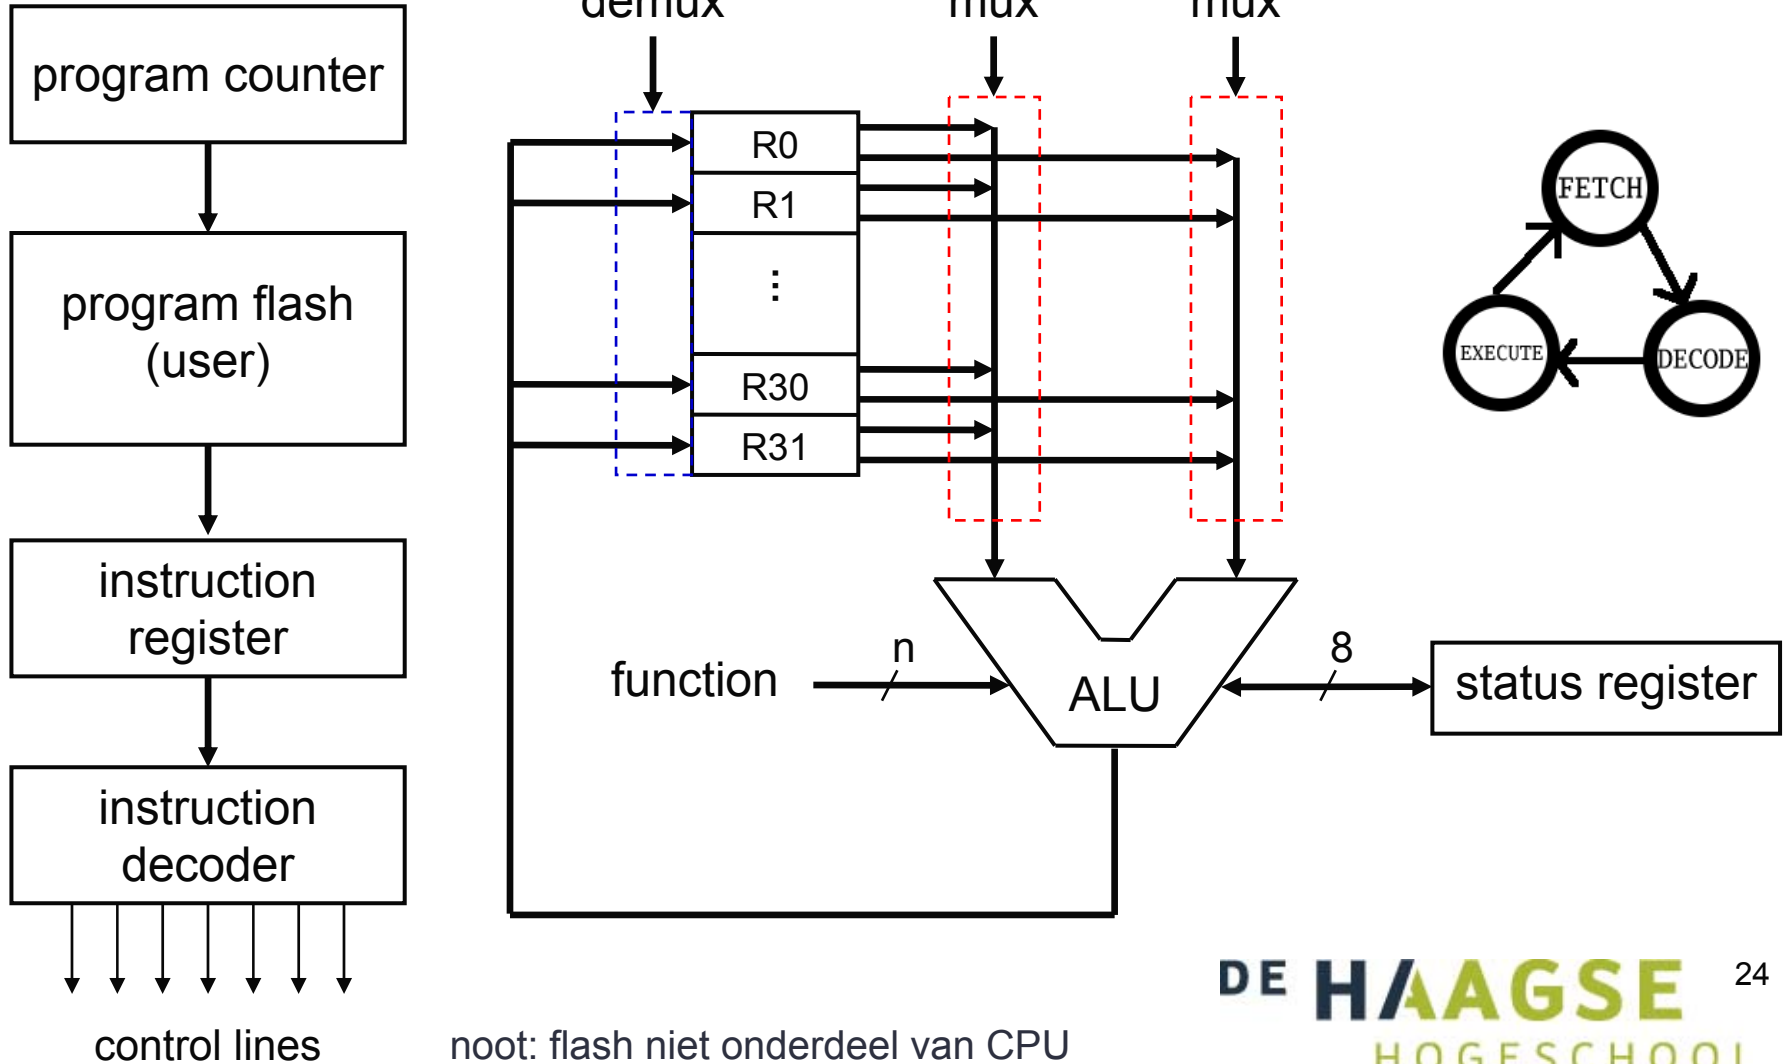 demux
mux
mux
program counter
program flash
(user)
instruction
register
instruction
decoder
control lines
R0
R1
⋮
R30
R31
function
n
ALU
8
status register
FETCH
DECODE
EXECUTE
noot: flash niet onderdeel van CPU
DE HAAGSE
HOGESCHOOL
24